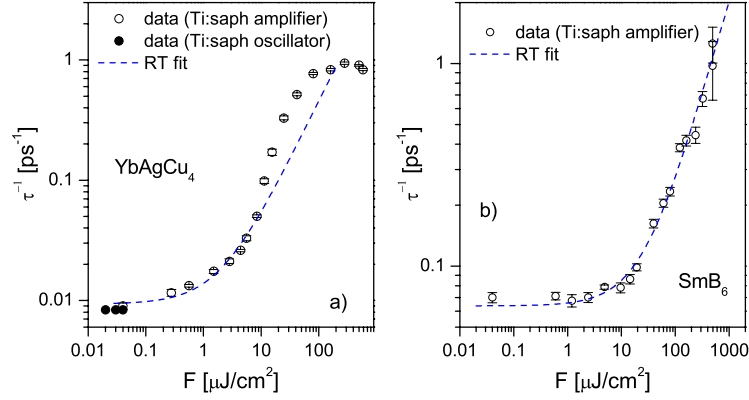 data (Ti:saph amplifier)
data (Ti:saph oscillator)
RT fit
1
0.1
0.01
τ⁻¹ [ps⁻¹]
YbAgCu₄
a)
0.01 0.1 1 10 100
F [μJ/cm²]
data (Ti:saph amplifier)
RT fit
1
0.1
τ⁻¹ [ps⁻¹]
b)
SmB₆
0.01 0.1 1 10 100 1000
F [μJ/cm²]